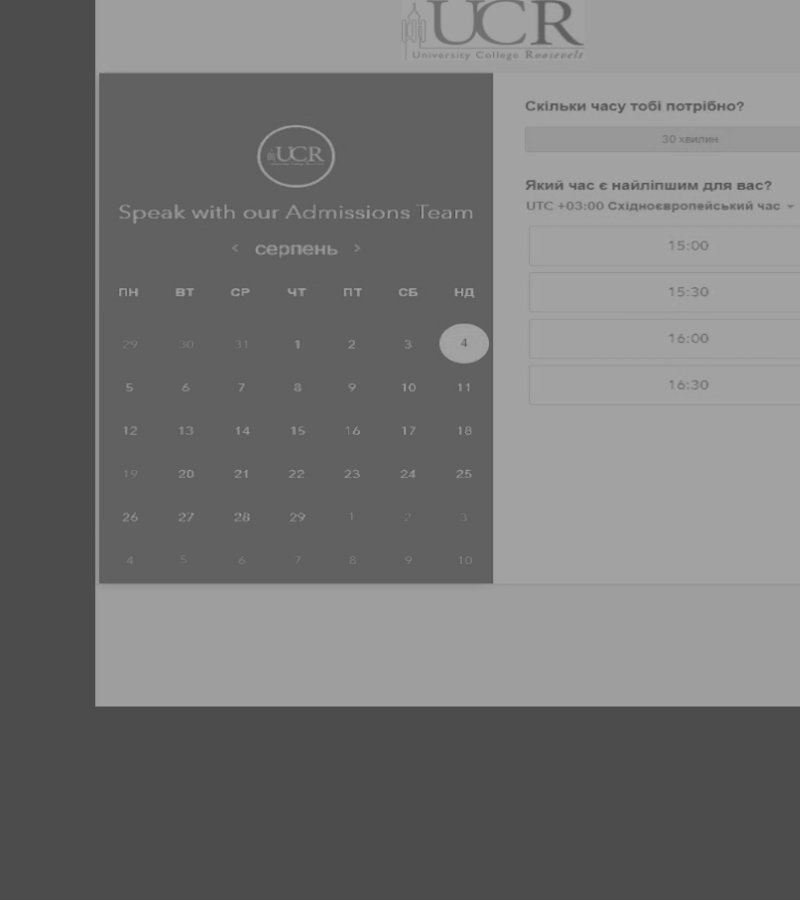 UCR
University College Roosevelt
UCR
Speak with our Admissions Team
< серпень >
ПН ВТ СР ЧТ ПТ СБ НД
29 30 31 1 2 3 4
5 6 7 8 9 10 11
12 13 14 15 16 17 18
19 20 21 22 23 24 25
26 27 28 29 1 2 3
4 5 6 7 8 9 10
Скільки часу тобі потрібно?
30 хвилин
Який час є найліпшим для вас?
UTC +03:00 Східноєвропейський час
15:00
15:30
16:00
16:30